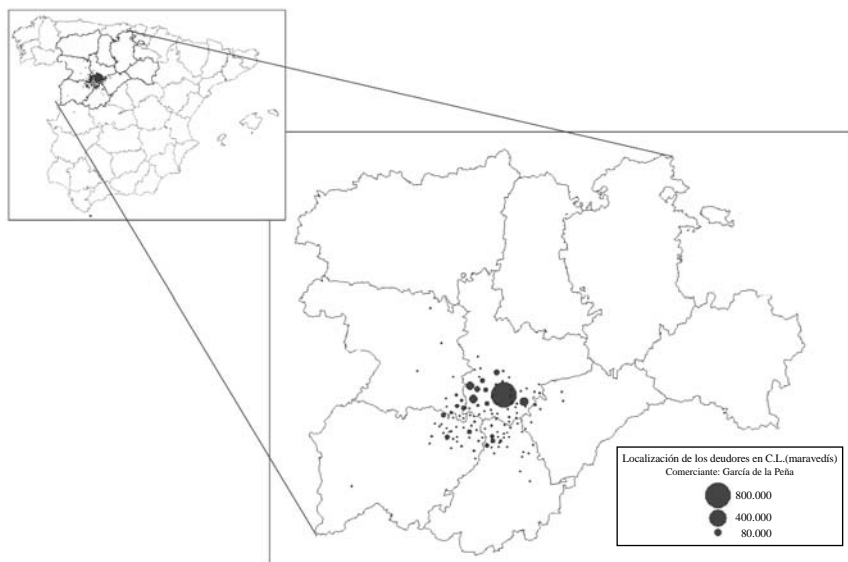 Localización de los deudores en C.L.(maravedís)
Comerciante: García de la Peña
800.000
400.000
80.000